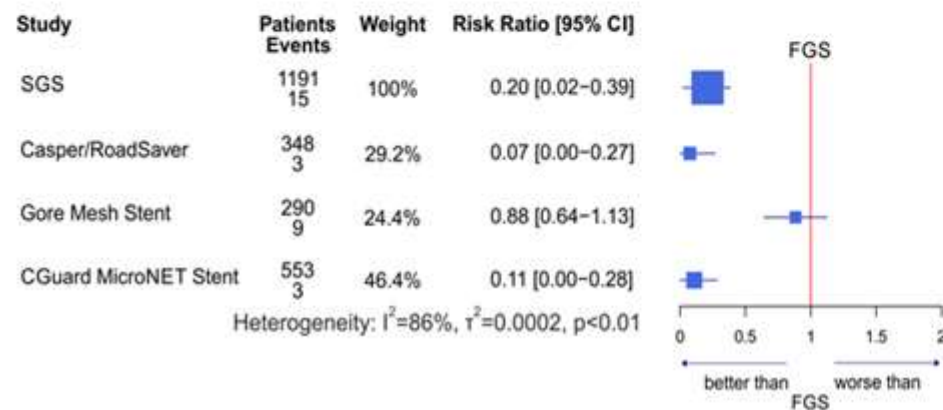 Study Patients Events Weight Risk Ratio [95% CI]
FGS
SGS 1191 15 100% 0.20 [0.02−0.39]
Casper/RoadSaver 348 3 29.2% 0.07 [0.00−0.27]
Gore Mesh Stent 290 9 24.4% 0.88 [0.64−1.13]
CGuard MicroNET Stent 553 3 46.4% 0.11 [0.00−0.28]
Heterogeneity: I²=86%, τ²=0.0002, p<0.01
0 0.5 1 1.5 2
better than worse than
FGS